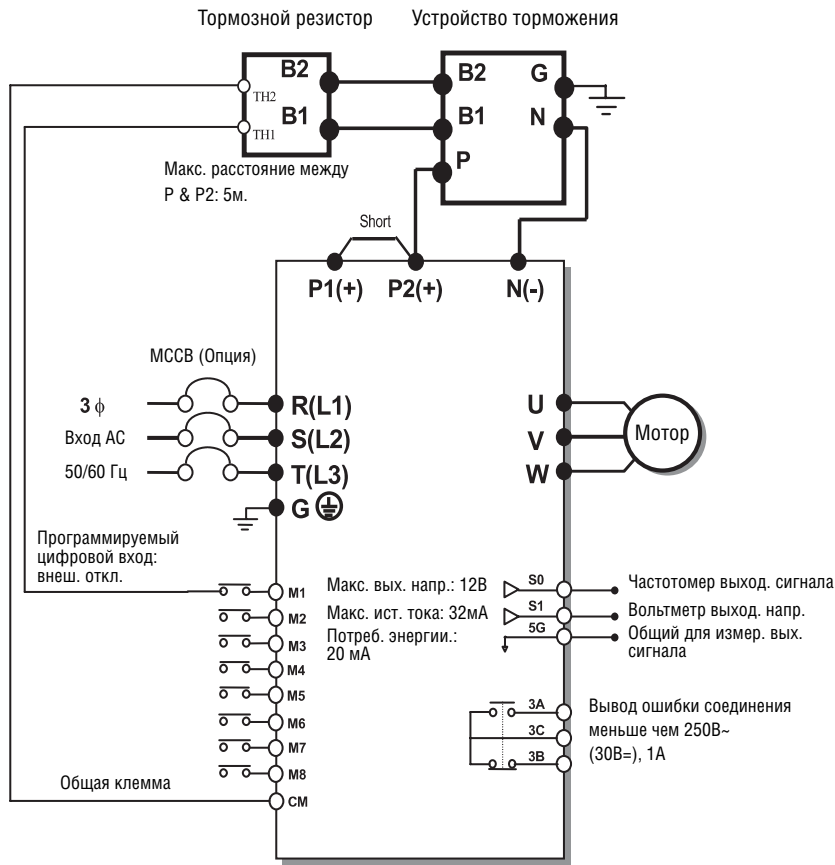 Тормозной резистор
Устройство торможения
B2
TH2
B1
TH1
B2
G
B1
N
P
Макс. расстояние между
P & P2: 5м.
Short
P1(+)
P2(+)
N(-)
МССВ (Опция)
3 ϕ
R(L1)
Вход АС
S(L2)
50/60 Гц
T(L3)
G
U
V
W
Мотор
Программируемый
цифровой вход:
внеш. откл.
M1
M2
M3
M4
M5
M6
M7
M8
Общая клемма
CM
Макс. вых. напр.: 12В
Макс. ист. тока: 32мА
Потреб. энергии.:
20 мА
S0
Частотомер выход. сигнала
S1
Вольтметр выход. напр.
5G
Общий для измер. вых.
сигнала
3A
3C
3B
Вывод ошибки соединения
меньше чем 250В~
(30В=), 1А